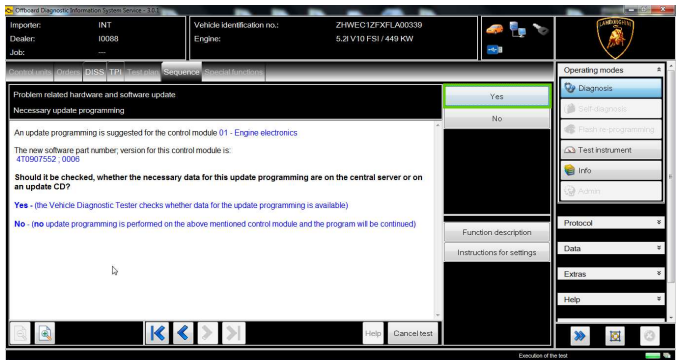 Offboard Diagnostic Information System Service - 3.0.3
Importer: INT
Dealer: I0088
Job: ---
Vehicle identification no.: ZHWEC1ZFXFLA00339
Engine: 5.2l V10 FSI / 449 KW
LAMBORGHINI
Control units Orders DISS TPI Test plan Sequence Special functions
Problem related hardware and software update
Necessary update programming
An update programming is suggested for the control module 01 - Engine electronics
The new software part number; version for this control module is:
4T0907552 ; 0006
Should it be checked, whether the necessary data for this update programming are on the central server or on
an update CD?
Yes - (the Vehicle Diagnostic Tester checks whether data for the update programming is available)
No - (no update programming is performed on the above mentioned control module and the program will be continued)
Yes
No
Function description
Instructions for settings
Help
Cancel test
Operating modes
Diagnosis
Self-diagnosis
Flash re-programming
Test instrument
Info
Admin
Protocol
Data
Extras
Help
Execution of the test